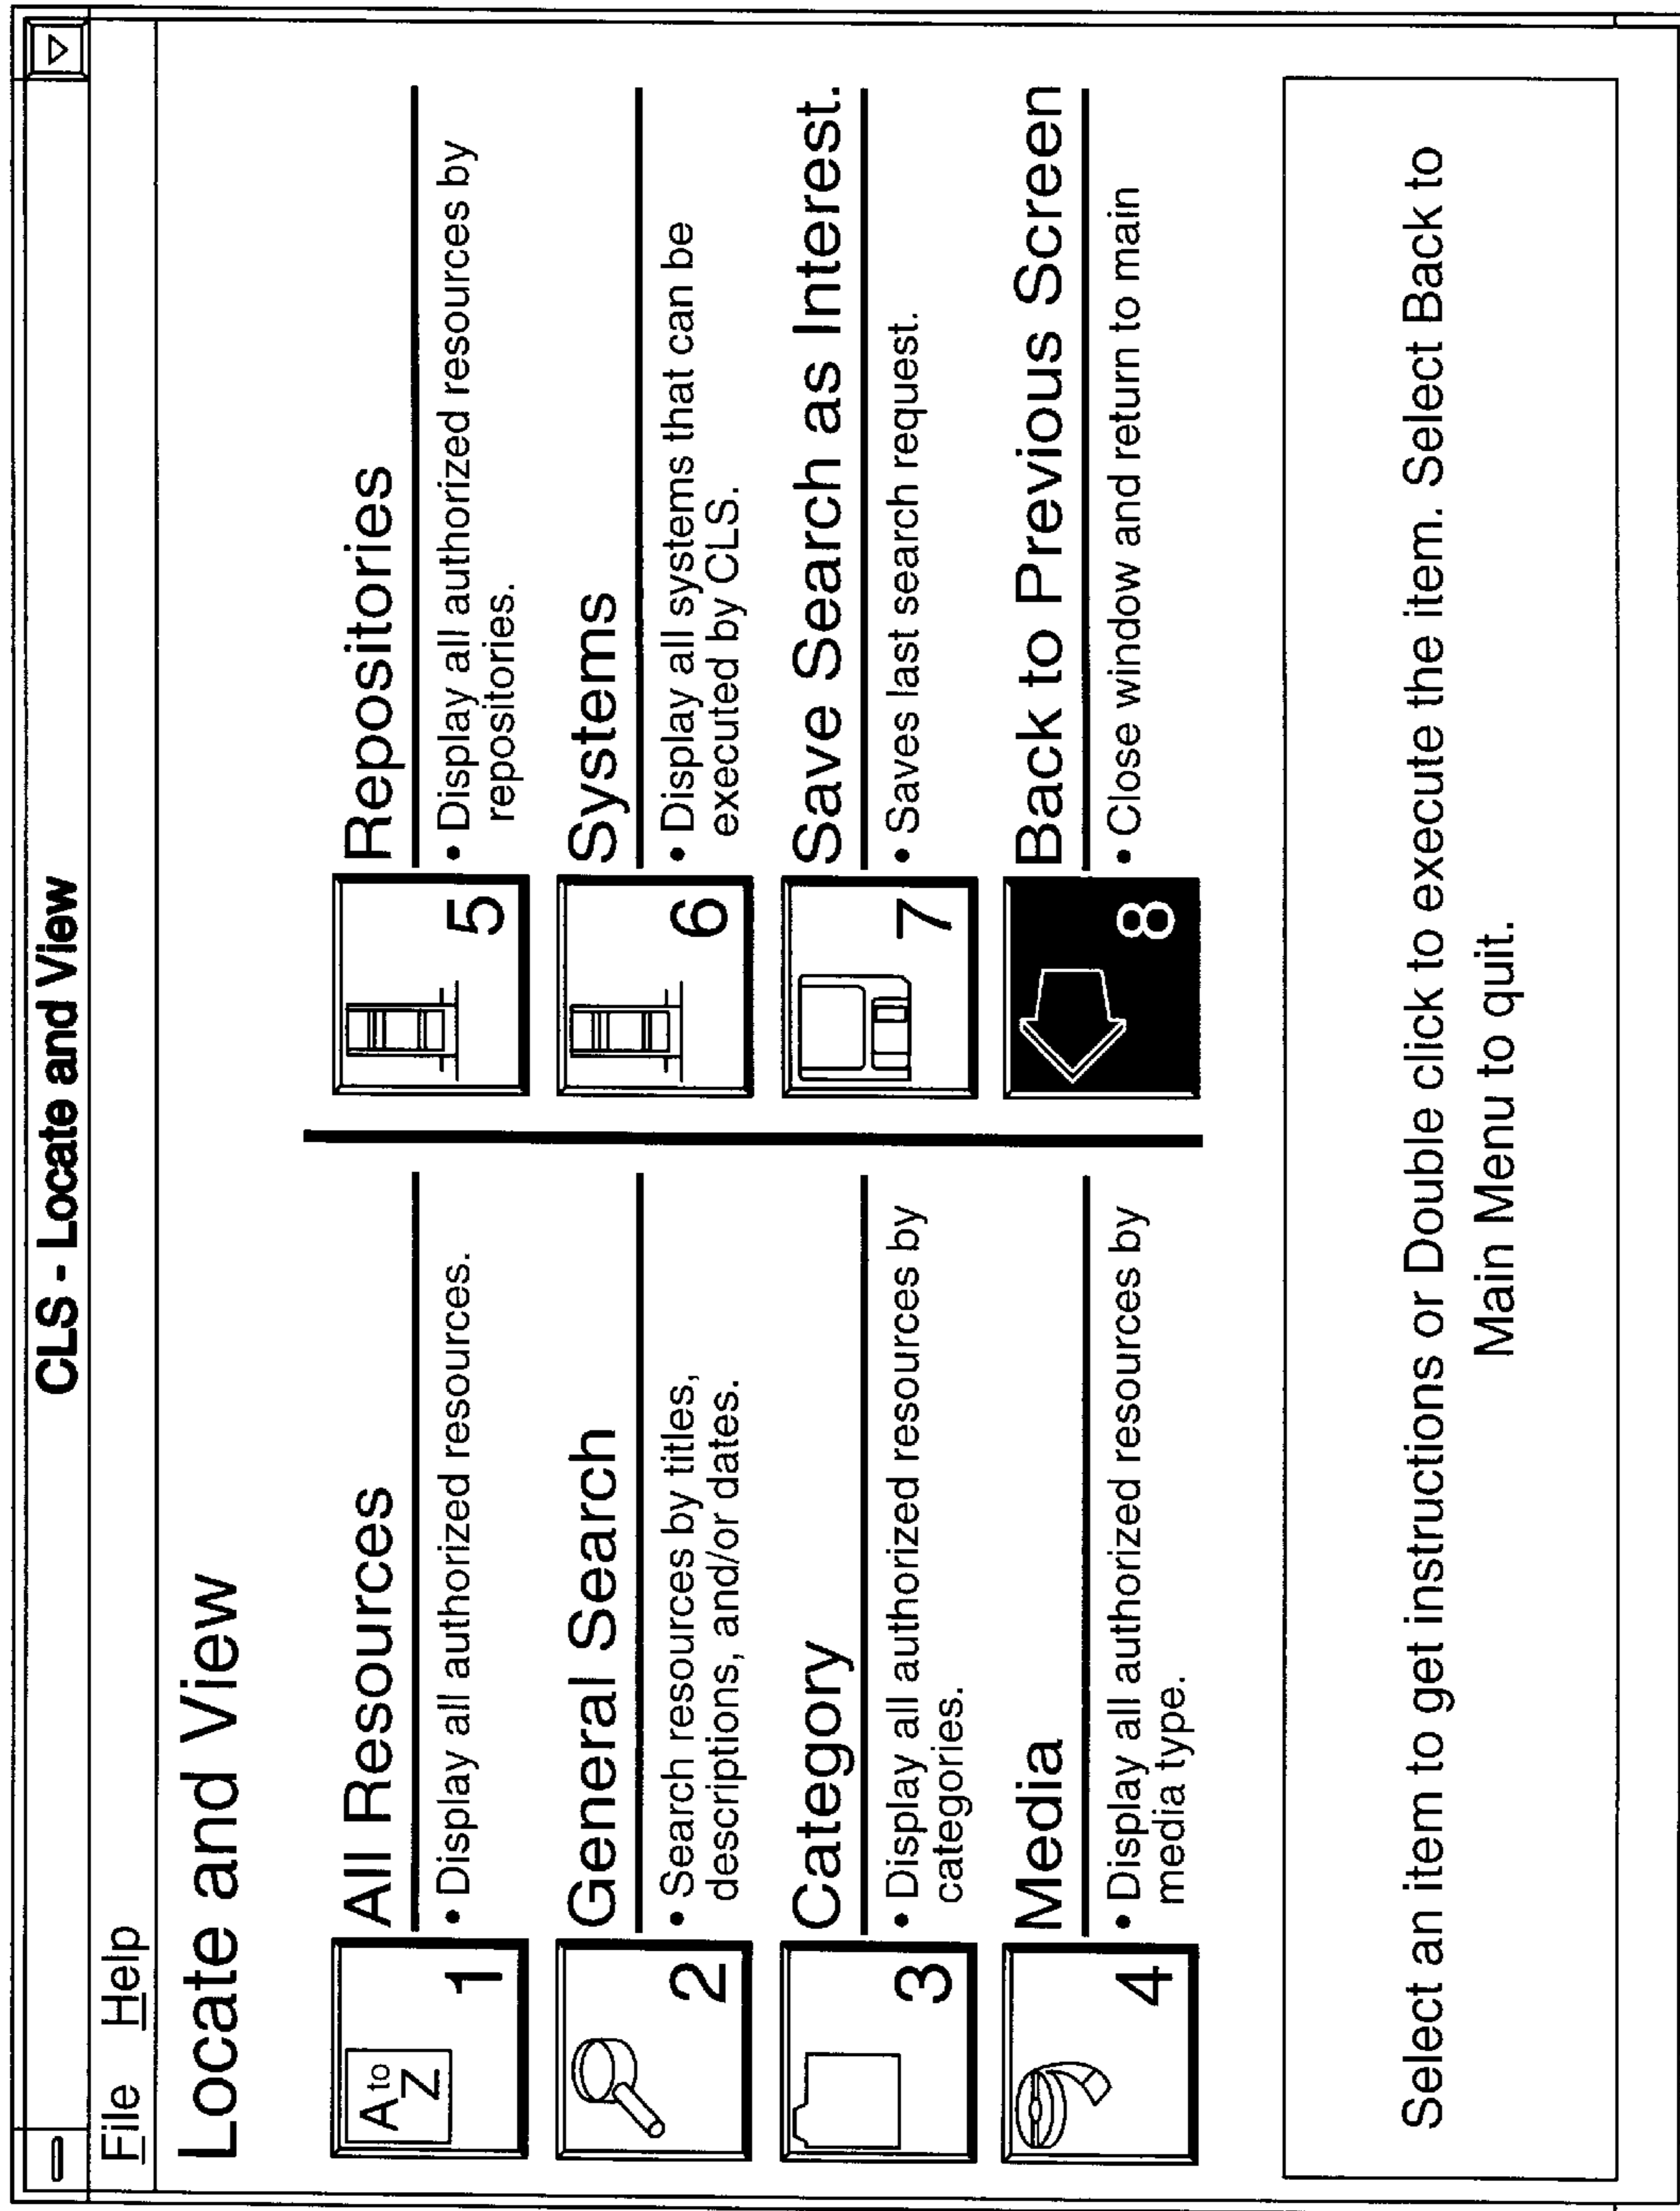 CLS - Locate and View
File Help
Locate and View
A to
Z
1
All Resources
• Display all authorized resources.
2
General Search
• Search resources by titles,
descriptions, and/or dates.
3
Category
• Display all authorized resources by
categories.
4
Media
• Display all authorized resources by
media type.
5
Repositories
• Display all authorized resources by
repositories.
6
Systems
• Display all systems that can be
executed by CLS.
7
Save Search as Interest.
• Saves last search request.
8
Back to Previous Screen
• Close window and return to main
Select an item to get instructions or Double click to execute the item. Select Back to
Main Menu to quit.